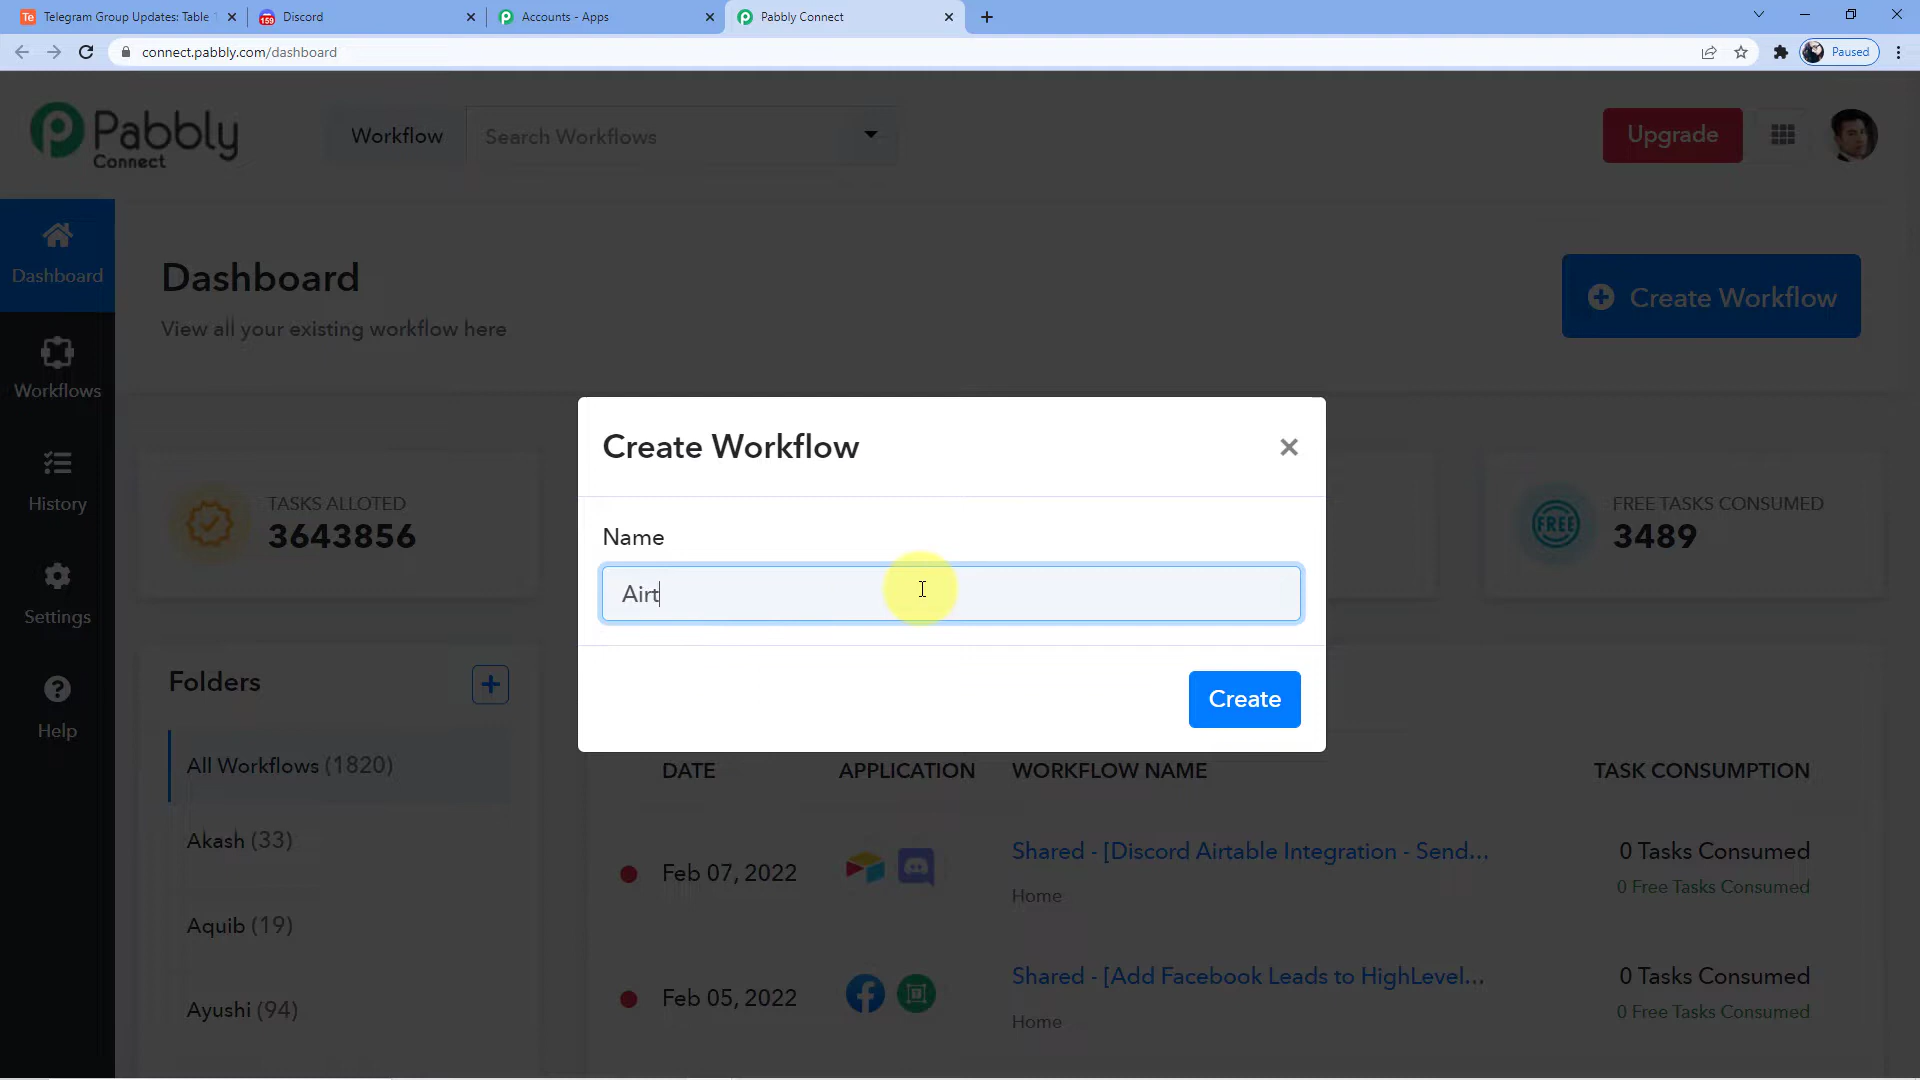 Te Telegram Group Updates: Table
159 Discord
Accounts - Apps
Pabbly Connect
connect.pabbly.com/dashboard
Paused
Pabbly
Connect
Workflow
Search Workflows
Upgrade
Dashboard
Workflows
History
Settings
Help
Dashboard
View all your existing workflow here
Create Workflow
TASKS ALLOTED
3643856
FREE
FREE TASKS CONSUMED
3489
Create Workflow
Name
Airt
Create
Folders
All Workflows (1820)
Akash (33)
Aquib (19)
Ayushi (94)
DATE APPLICATION WORKFLOW NAME TASK CONSUMPTION
Feb 07, 2022 Shared - [Discord Airtable Integration - Send... 0 Tasks Consumed
Home 0 Free Tasks Consumed
Feb 05, 2022 Shared - [Add Facebook Leads to HighLevel... 0 Tasks Consumed
Home 0 Free Tasks Consumed